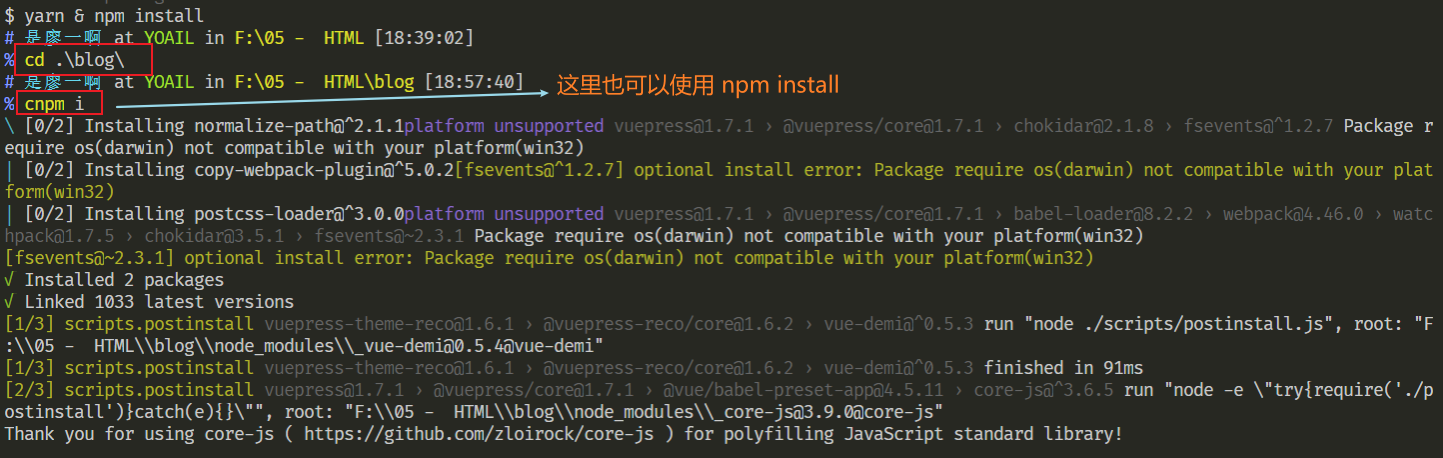 $ yarn & npm install
# 是廖一啊 at YOAIL in F:\05 -  HTML [18:39:02]
% cd .\blog\
# 是廖一啊 at YOAIL in F:\05 -  HTML\blog [18:57:40] 这里也可以使用 npm install
% cnpm i
\ [0/2] Installing normalize-path@^2.1.1platform unsupported vuepress@1.7.1 › @vuepress/core@1.7.1 › chokidar@2.1.8 › fsevents@^1.2.7 Package r
equire os(darwin) not compatible with your platform(win32)
| [0/2] Installing copy-webpack-plugin@^5.0.2[fsevents@^1.2.7] optional install error: Package require os(darwin) not compatible with your plat
form(win32)
| [0/2] Installing postcss-loader@^3.0.0platform unsupported vuepress@1.7.1 › @vuepress/core@1.7.1 › babel-loader@8.2.2 › webpack@4.46.0 › watc
hpack@1.7.5 › chokidar@3.5.1 › fsevents@~2.3.1 Package require os(darwin) not compatible with your platform(win32)
[fsevents@~2.3.1] optional install error: Package require os(darwin) not compatible with your platform(win32)
√ Installed 2 packages
√ Linked 1033 latest versions
[1/3] scripts.postinstall vuepress-theme-reco@1.6.1 › @vuepress-reco/core@1.6.2 › vue-demi@^0.5.3 run "node ./scripts/postinstall.js", root: "F
:\\05 -  HTML\\blog\\node_modules\\_vue-demi@0.5.4@vue-demi"
[1/3] scripts.postinstall vuepress-theme-reco@1.6.1 › @vuepress-reco/core@1.6.2 › vue-demi@^0.5.3 finished in 91ms
[2/3] scripts.postinstall vuepress@1.7.1 › @vuepress/core@1.7.1 › @vue/babel-preset-app@4.5.11 › core-js@^3.6.5 run "node -e \"try{require('./p
ostinstall')}catch(e){}\"", root: "F:\\05 -  HTML\\blog\\node_modules\\_core-js@3.9.0@core-js"
Thank you for using core-js ( https://github.com/zloirock/core-js ) for polyfilling JavaScript standard library!